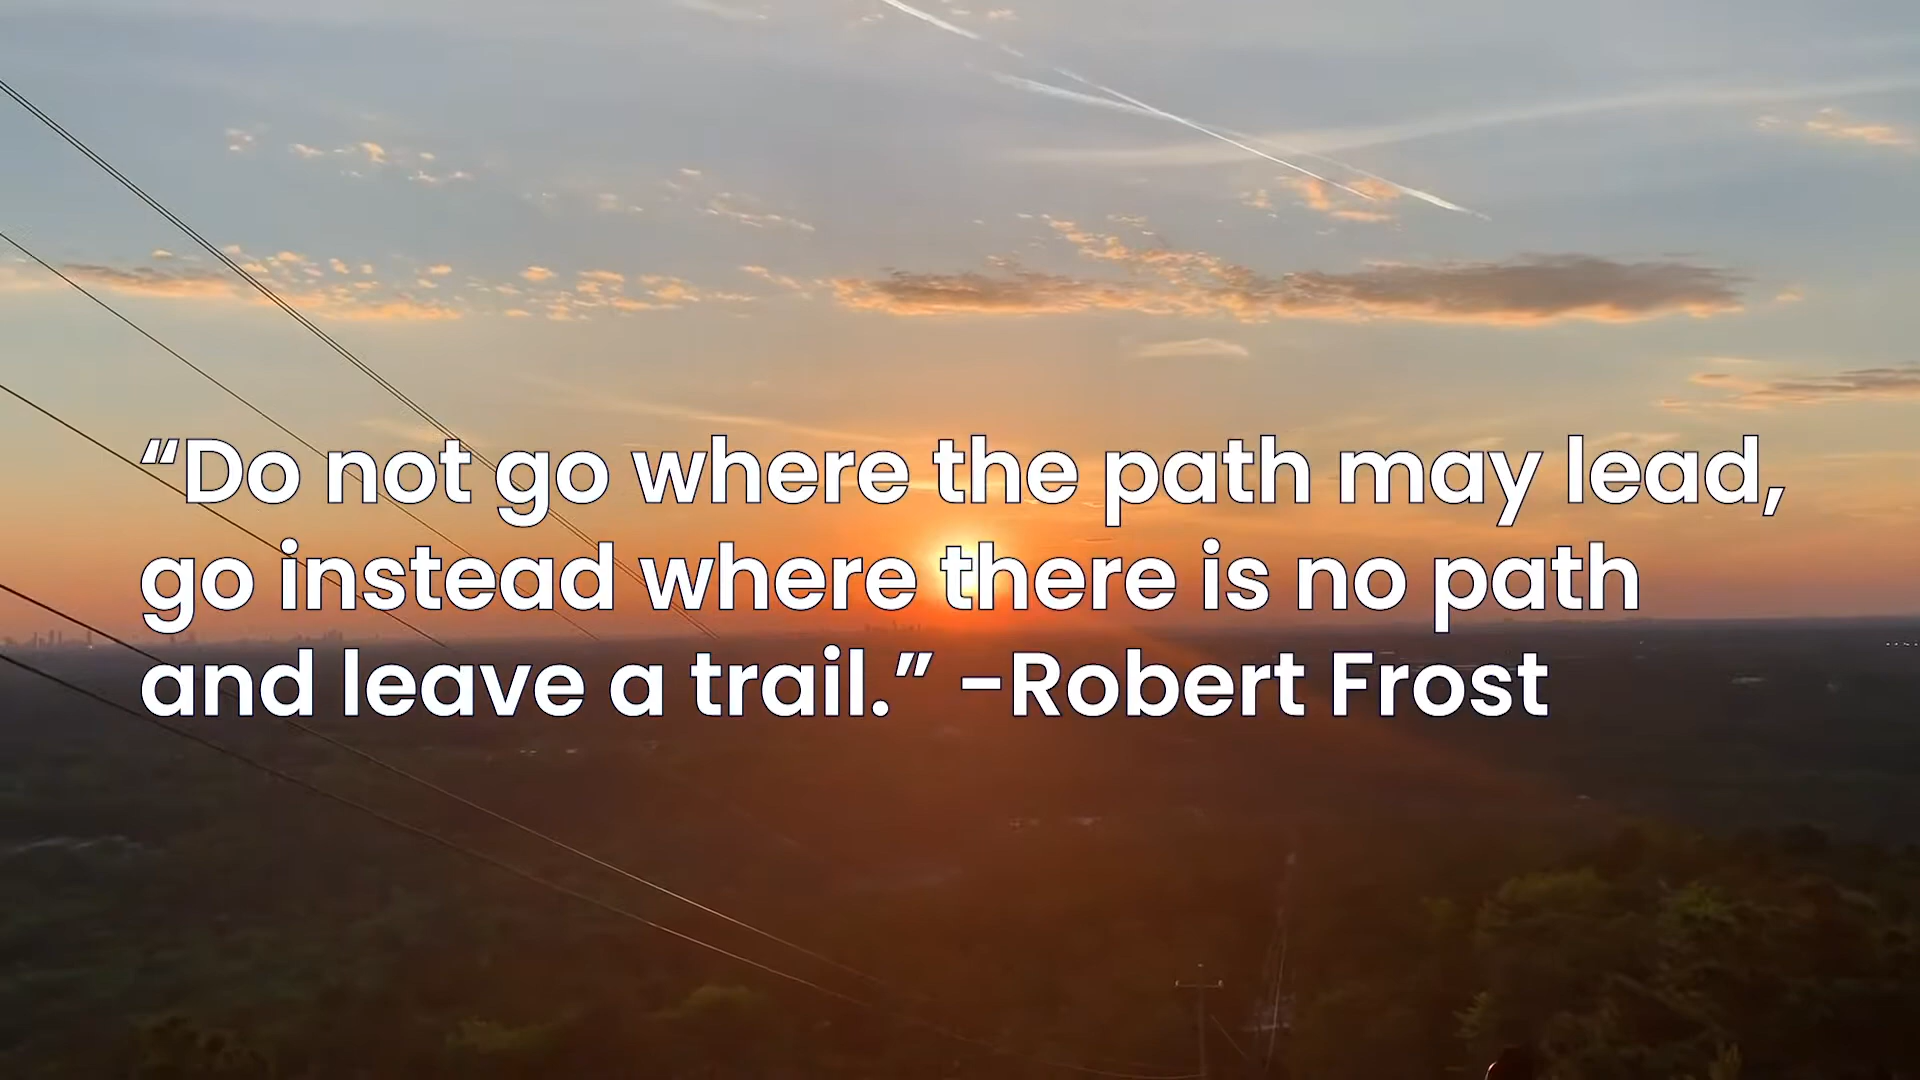 “Do not go where the path may lead,
go instead where there is no path
and leave a trail.” -Robert Frost